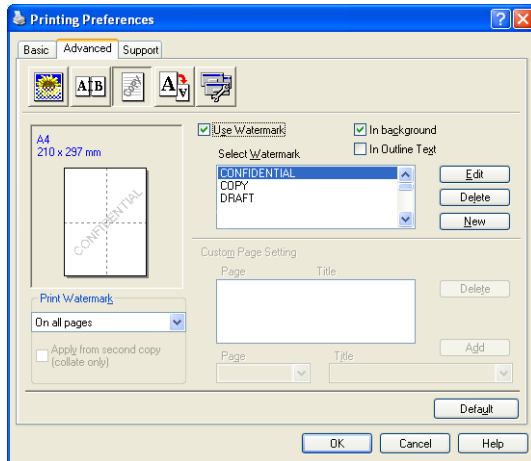 Printing Preferences
Basic Advanced Support
A B COPY A A
A4
210 x 297 mm
CONFIDENTIAL
Print Watermark
On all pages
Apply from second copy
(collate only)
Use Watermark
In background
In Outline Text
Select Watermark
CONFIDENTIAL
COPY
DRAFT
Edit
Delete
New
Custom Page Setting
Page Title
Delete
Add
Page Title
Default
OK Cancel Help